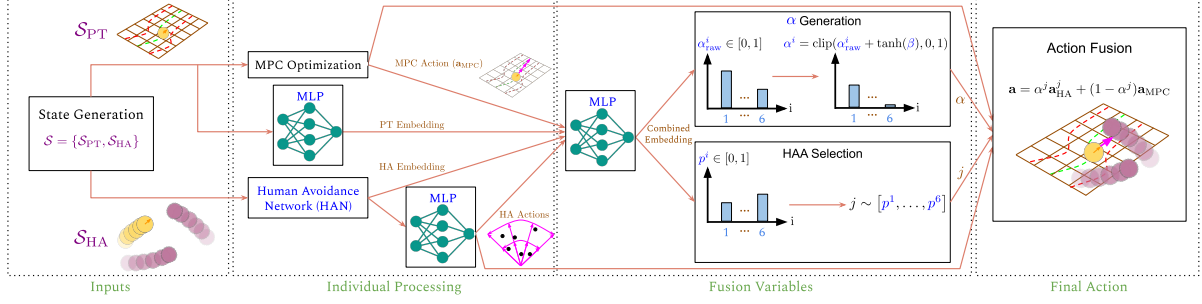 𝒮_PT
State Generation
𝒮 = {𝒮_PT, 𝒮_HA}
𝒮_HA
Inputs
MPC Optimization
MLP
Human Avoidance
Network (HAN)
MLP
MPC Action (a_MPC)
PT Embedding
HA Embedding
HA Actions
Individual Processing
MLP
Combined
Embedding
α Generation
α^i_raw ∈ [0, 1]
α^i = clip(α^i_raw + tanh(β), 0, 1)
1 ... 6 i
1 ... 6 i
HAA Selection
p^i ∈ [0, 1]
1 ... 6 i
j ∼ [p^1, . . . , p^6]
Fusion Variables
α
j
Action Fusion
a = α^j a^j_HA + (1 − α^j)a_MPC
Final Action